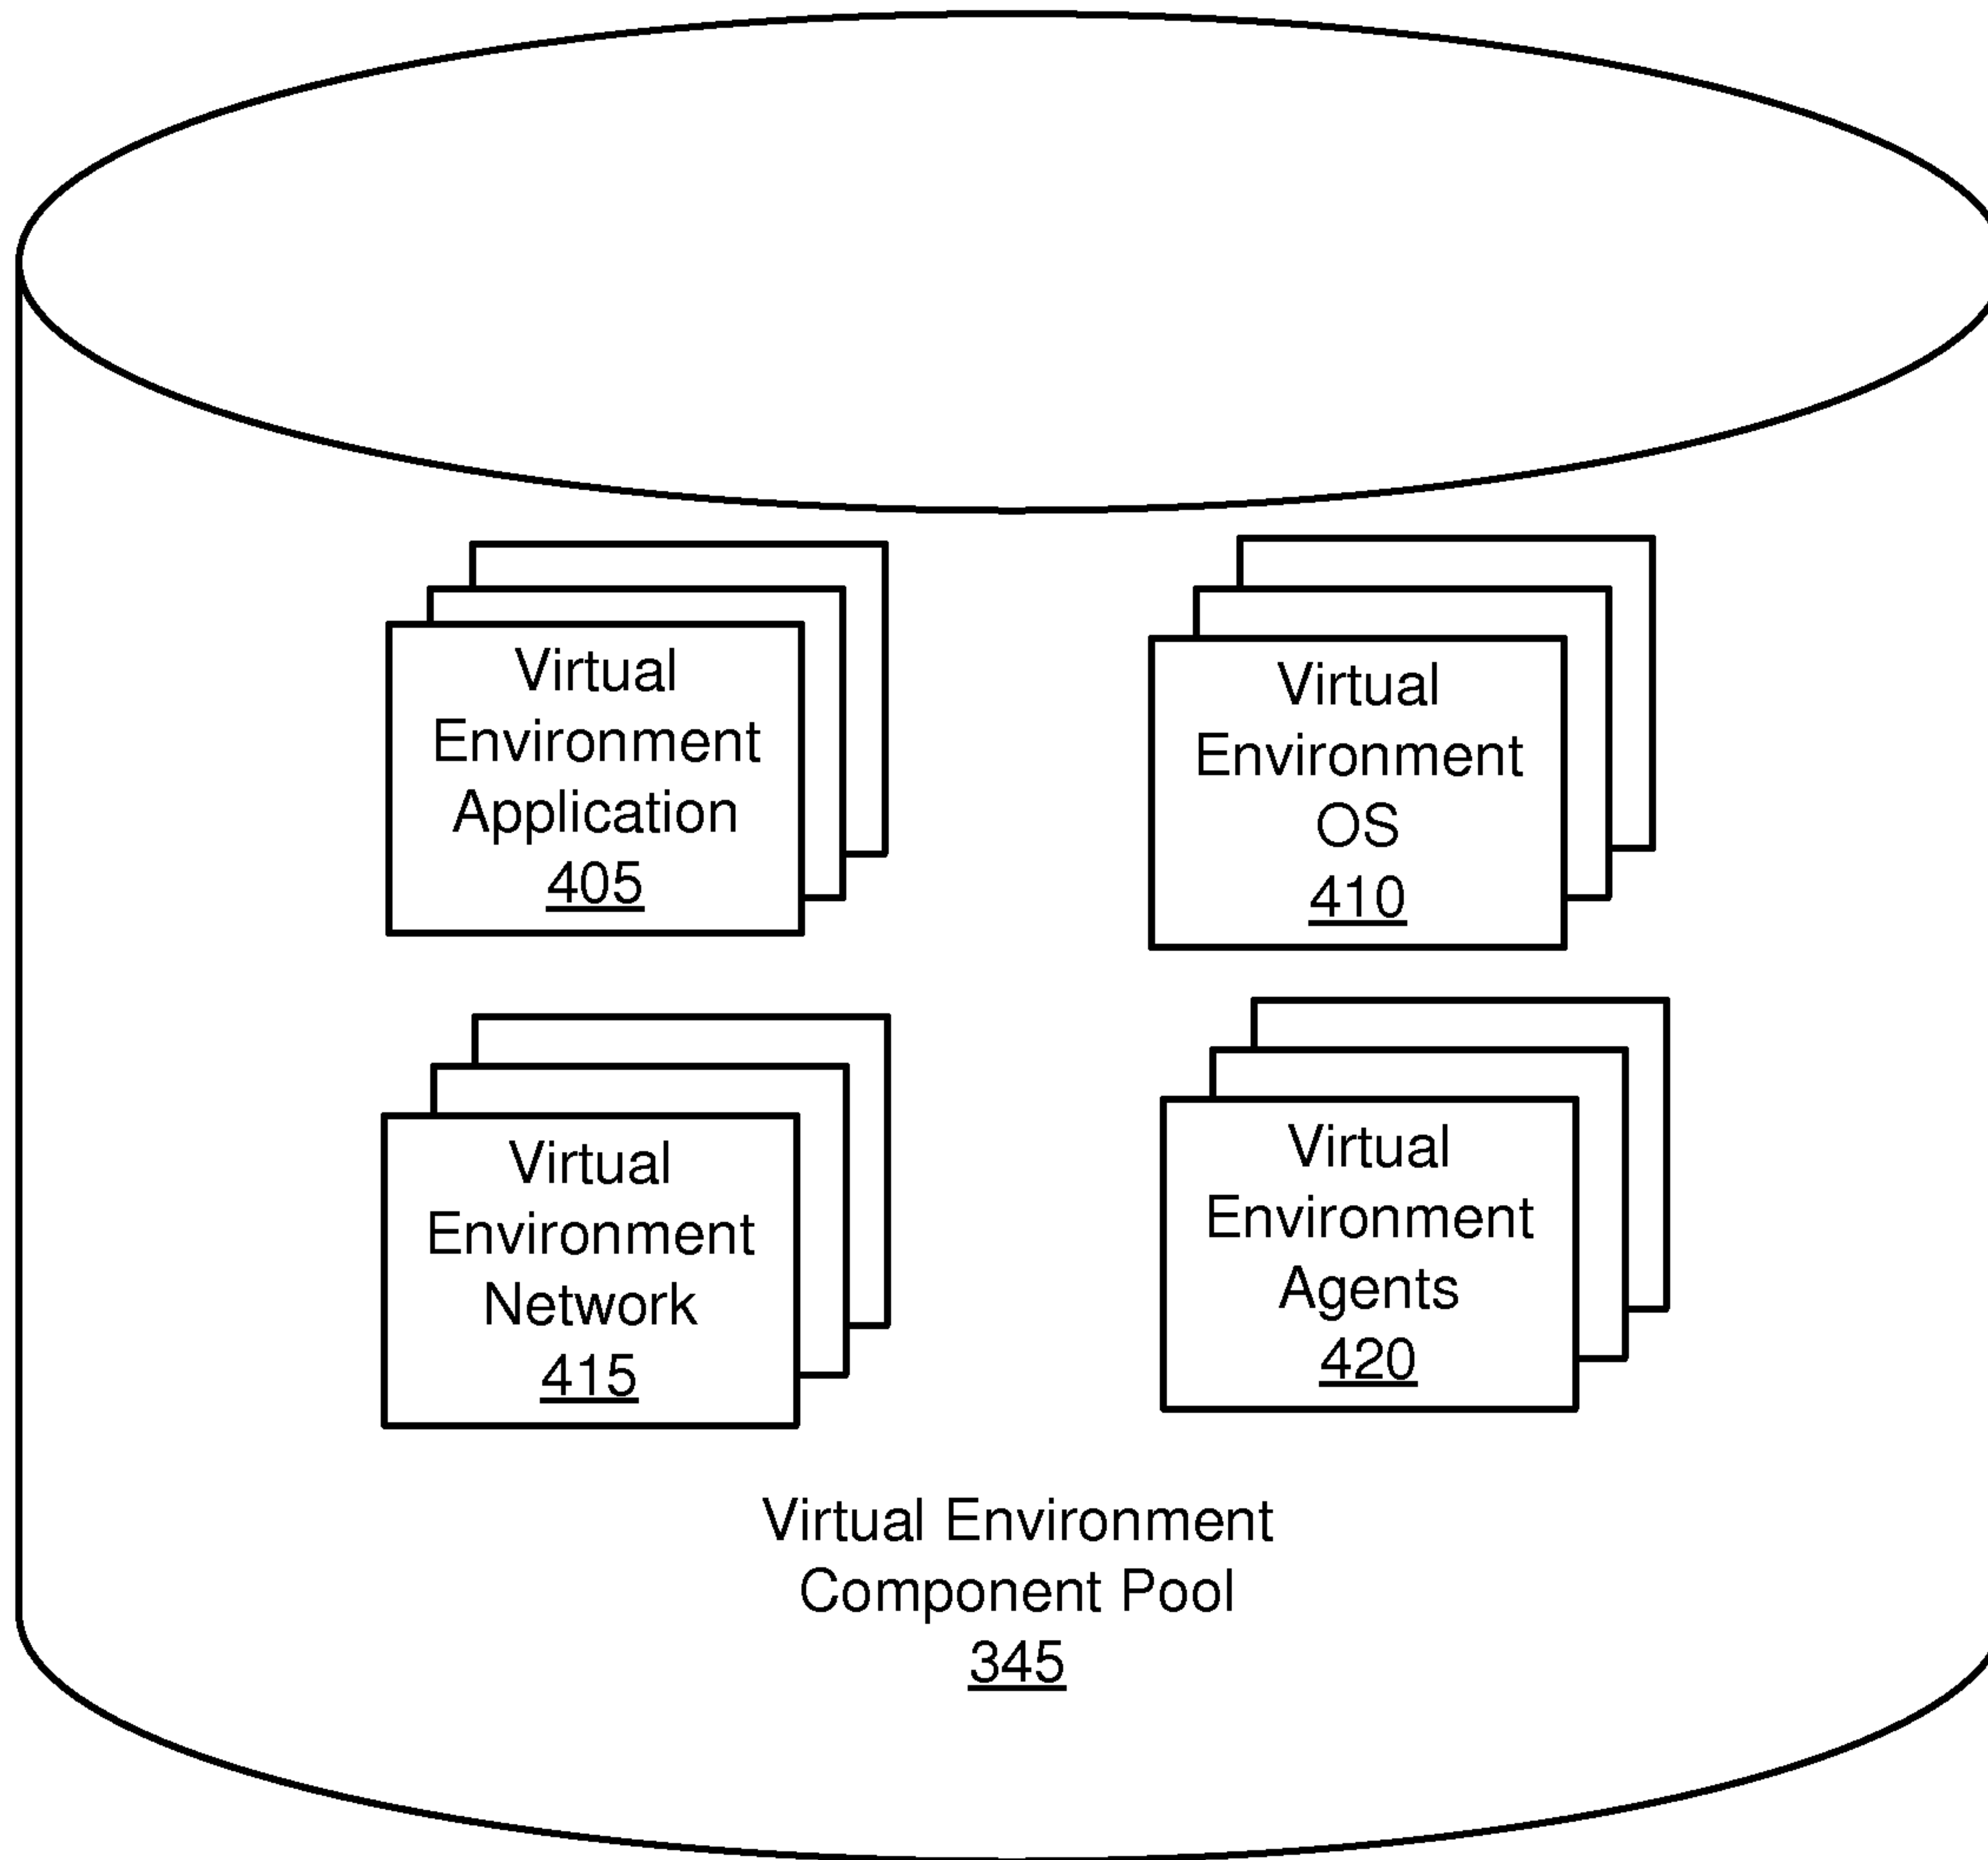 Virtual
Environment
Application
405
Virtual
Environment
OS
410
Virtual
Environment
Network
415
Virtual
Environment
Agents
420
Virtual Environment
Component Pool
345